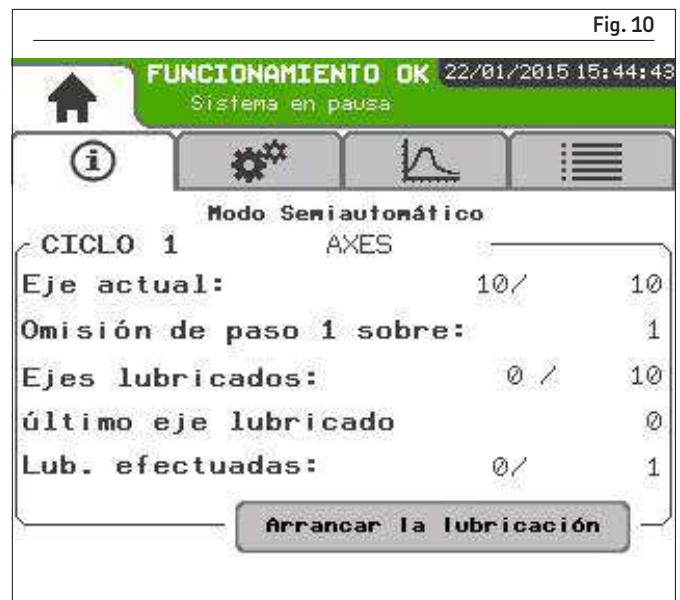 Fig. 10
FUNCIONAMIENTO OK 22/01/2015 15:44:43
Sistema en pausa
Modo Semiautomático
CICLO 1 AXES
Eje actual: 10/ 10
Omisión de paso 1 sobre: 1
Ejes lubricados: 0 / 10
último eje lubricado 0
Lub. efectuadas: 0/ 1
Arrancar la lubricación